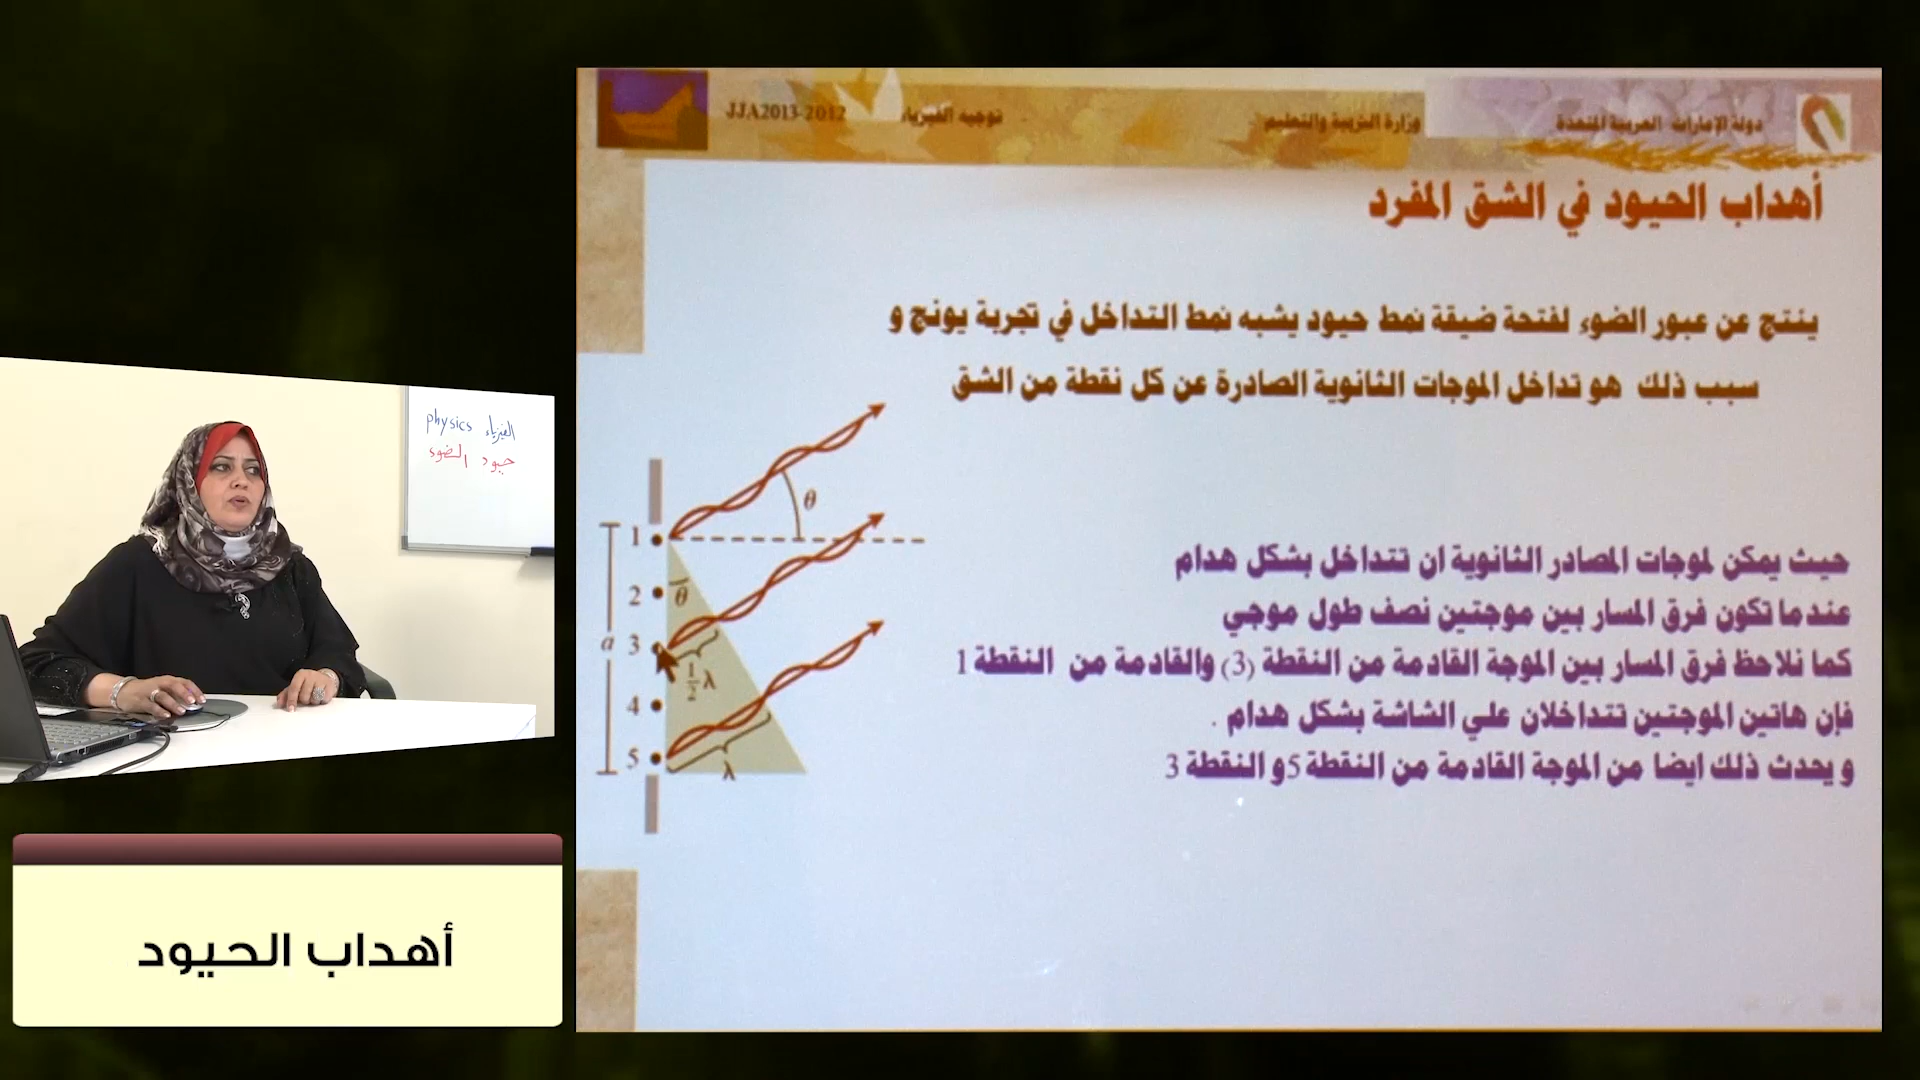 دولة الإمارات العربية المتحدة
وزارة التربية والتعليم
توجيه الفيزياء
JJA2013-2012
أهداب الحيود في الشق المفرد
ينتج عن عبور الضوء لفتحة ضيقة نمط حيود يشبه نمط التداخل في تجربة يونج و
سبب ذلك هو تداخل الموجات الثانوية الصادرة عن كل نقطة من الشق
حيث يمكن لموجات المصادر الثانوية ان تتداخل بشكل هدام
عندما تكون فرق المسار بين موجتين نصف طول موجي
كما نلاحظ فرق المسار بين الموجة القادمة من النقطة (3) والقادمة من النقطة 1
فإن هاتين الموجتين تتداخلان علي الشاشة بشكل هدام .
و يحدث ذلك ايضا من الموجة القادمة من النقطة 5 و النقطة 3
θ
1
2
θ
a
3
½ λ
4
5
λ
physics الفيزياء
حيود الضوء
أهداب الحيود